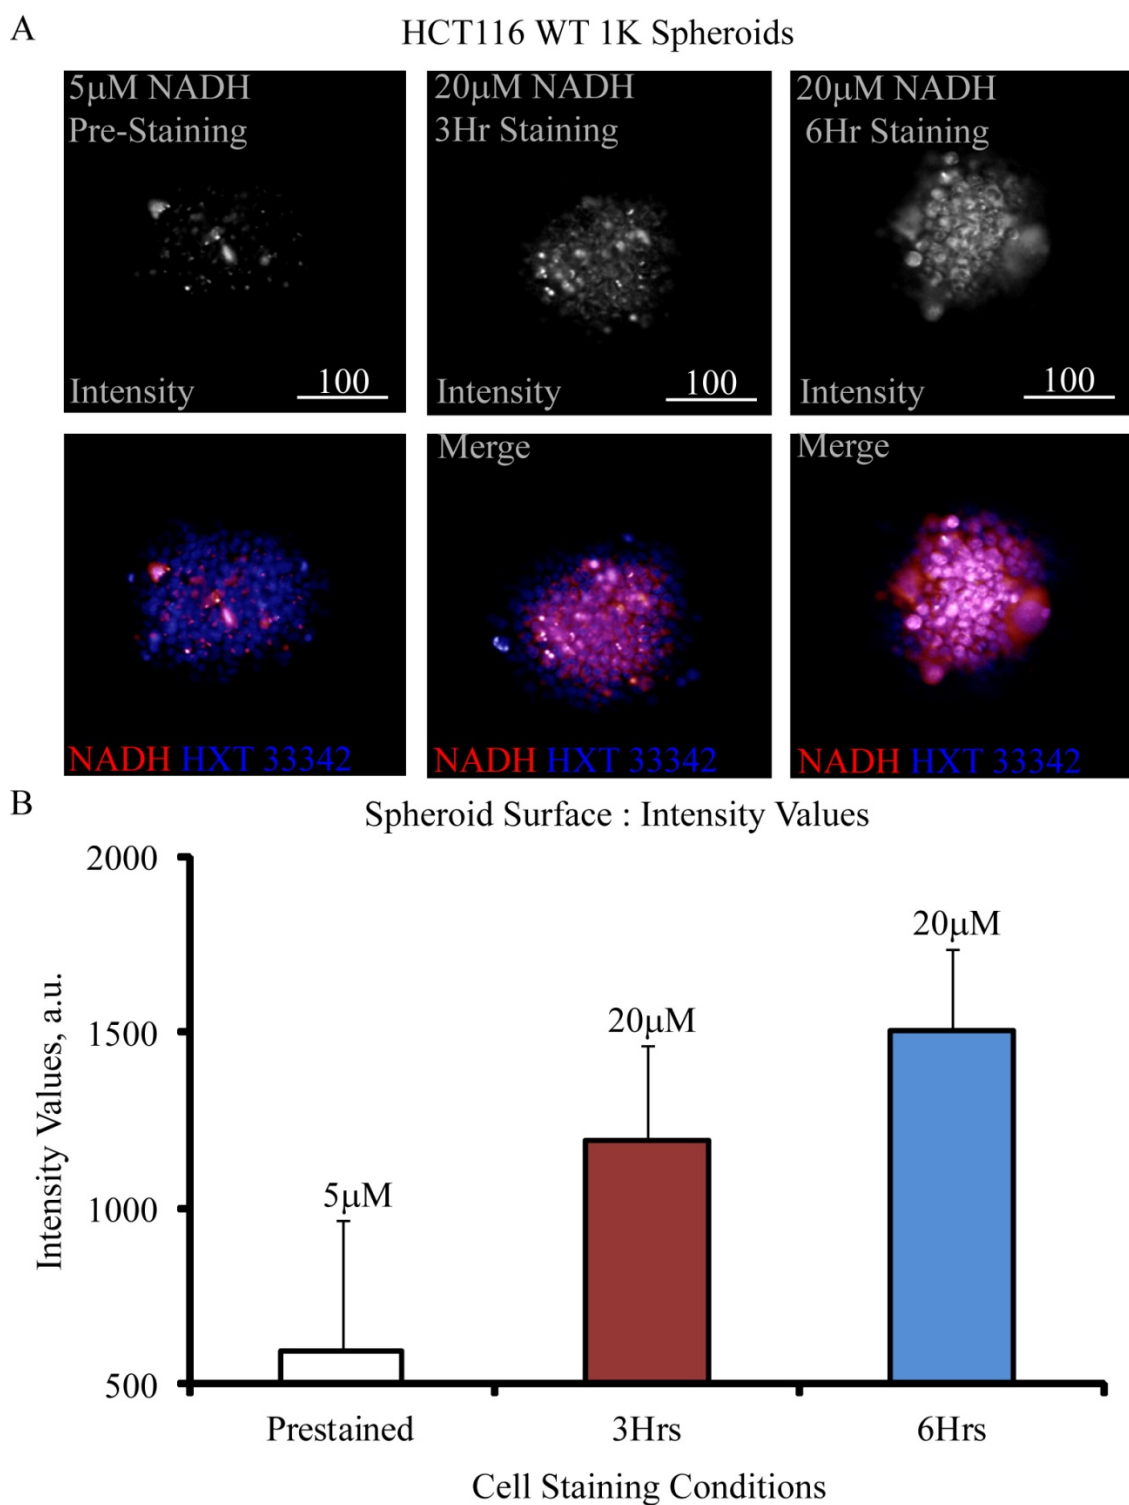 A
HCT116 WT 1K Spheroids
5μM NADH
Pre-Staining
Intensity
100
20μM NADH
3Hr Staining
Intensity
100
20μM NADH
6Hr Staining
Intensity
100
NADH HXT 33342
Merge
NADH HXT 33342
Merge
NADH HXT 33342
B
Spheroid Surface : Intensity Values
Intensity Values, a.u.
2000
1500
1000
500
5μM
20μM
20μM
Prestained
3Hrs
6Hrs
Cell Staining Conditions